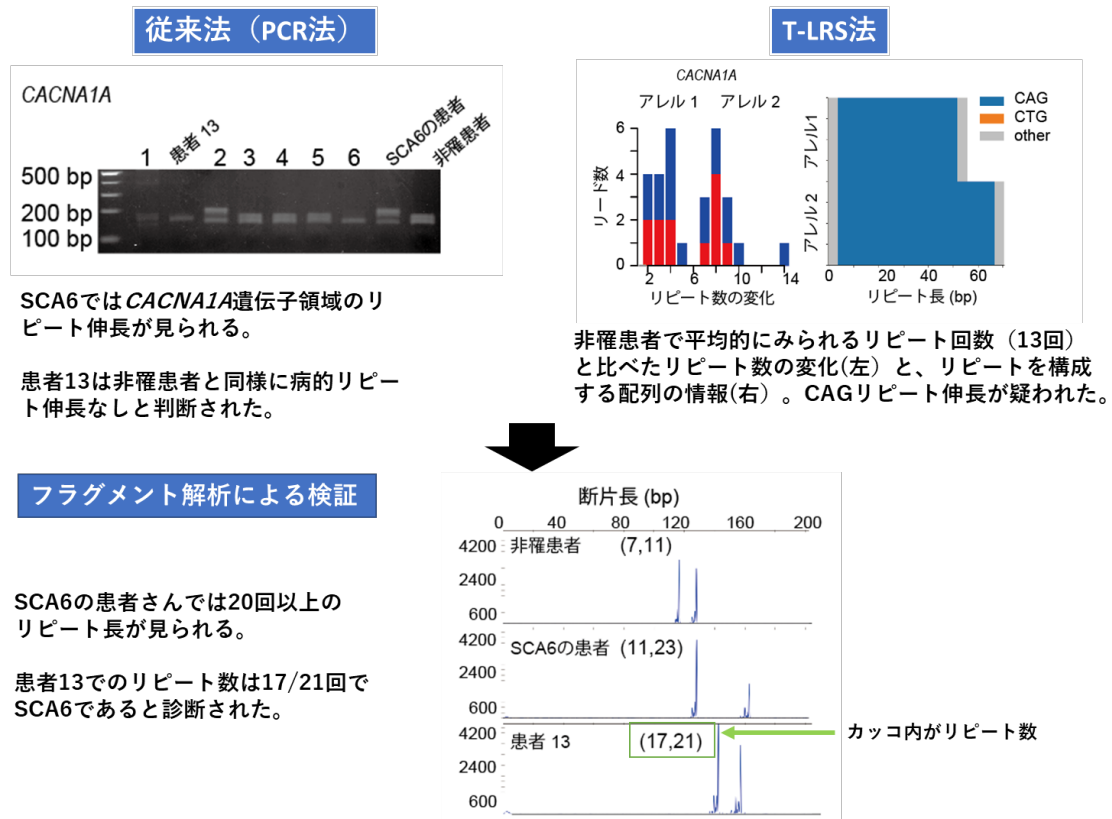 従来法（PCR法）
CACNA1A
1 患者 13 2 3 4 5 6 SCA6の患者 非罹患者
500 bp
200 bp
100 bp
SCA6ではCACNA1A遺伝子領域のリ
ピート伸長が見られる。
患者13は非罹患者と同様に病的リピー
ト伸長なしと判断された。
T-LRS法
CACNA1A
アレル 1 アレル 2
リード数
6
4
2
0
2 6 10 14
リピート数の変化
アレル1
アレル 2
0 20 40 60
リピート長 (bp)
CAG
CTG
other
非罹患者で平均的にみられるリピート回数（13回）
と比べたリピート数の変化(左）と、リピートを構成
する配列の情報(右）。CAGリピート伸長が疑われた。
フラグメント解析による検証
SCA6の患者さんでは20回以上の
リピート長が見られる。
患者13でのリピート数は17/21回で
SCA6であると診断された。
断片長 (bp)
0 40 80 120 160 200
4200
非罹患者 (7,11)
2400
600
4200
SCA6の患者 (11,23)
2400
600
4200
患者 13 (17,21)
2400
600
カッコ内がリピート数